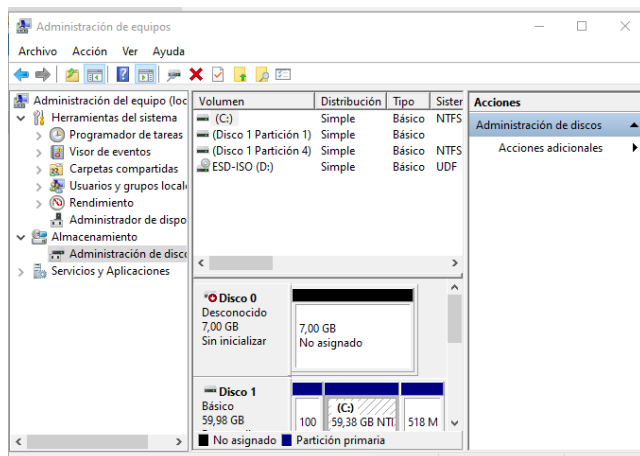 Administración de equipos
Archivo Acción Ver Ayuda
Administración del equipo (loc
Herramientas del sistema
Programador de tareas
Visor de eventos
Carpetas compartidas
Usuarios y grupos local
Rendimiento
Administrador de dispo
Almacenamiento
Administración de disco
Servicios y Aplicaciones
Volumen Distribución Tipo Sister
(C:) Simple Básico NTFS
(Disco 1 Partición 1) Simple Básico
(Disco 1 Partición 4) Simple Básico NTFS
ESD-ISO (D:) Simple Básico UDF
Disco 0
Desconocido
7,00 GB
Sin inicializar
7,00 GB
No asignado
Disco 1
Básico
59,98 GB
100
(C:)
59,38 GB NTI
518 M
No asignado Partición primaria
Acciones
Administración de discos
Acciones adicionales